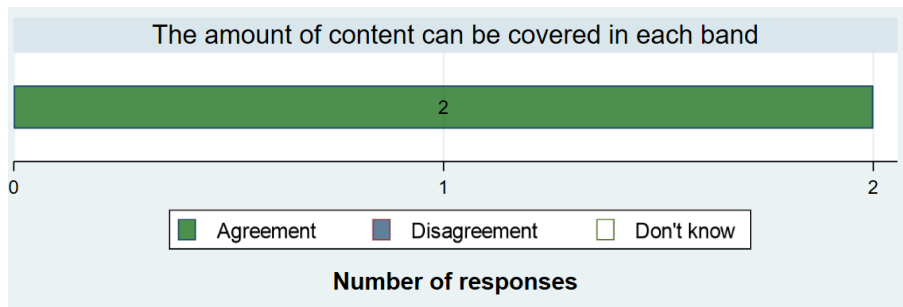 The amount of content can be covered in each band
2
0 1 2
Agreement Disagreement Don't know
Number of responses